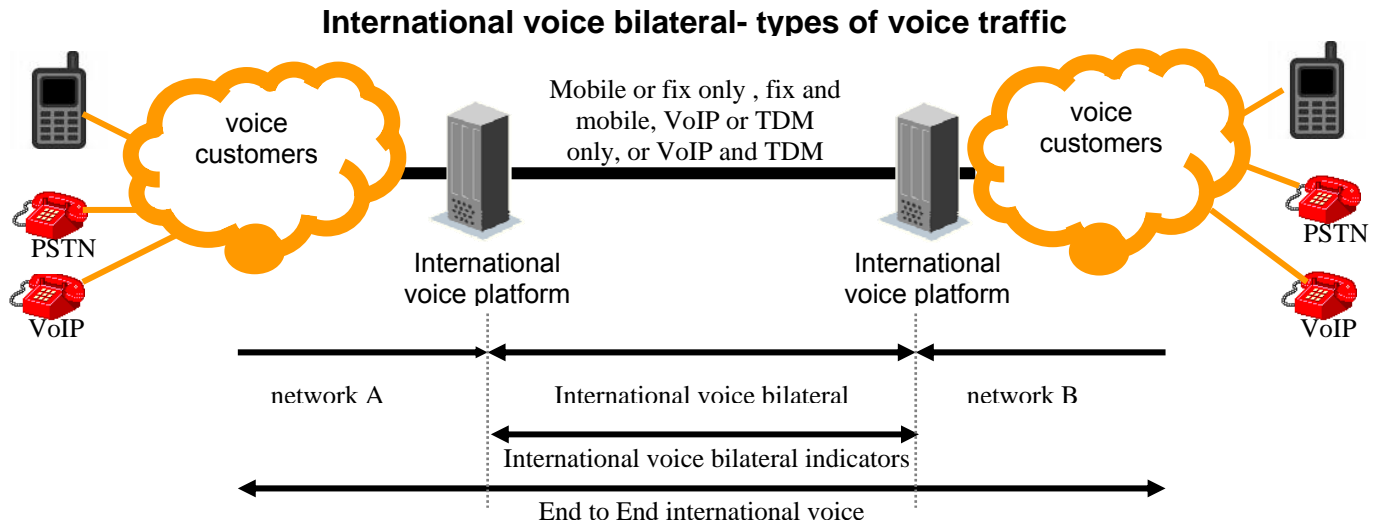 International voice bilateral- types of voice traffic
Mobile or fix only , fix and
mobile, VoIP or TDM
only, or VoIP and TDM
voice
customers
voice
customers
PSTN
VoIP
PSTN
VoIP
International
voice platform
International
voice platform
network A
International voice bilateral
network B
International voice bilateral indicators
End to End international voice